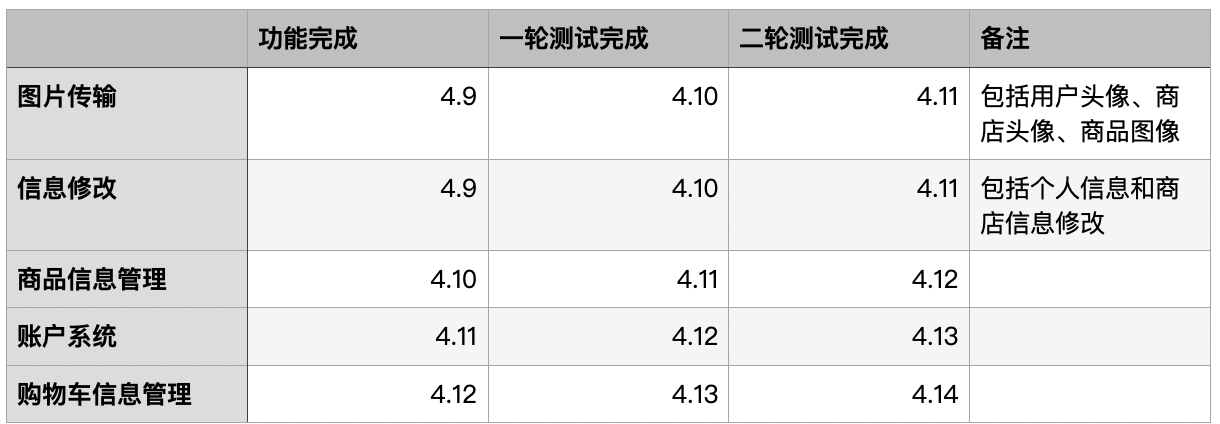 功能完成 一轮测试完成 二轮测试完成 备注
图片传输 4.9 4.10 4.11 包括用户头像、商
店头像、商品图像
信息修改 4.9 4.10 4.11 包括个人信息和商
店信息修改
商品信息管理 4.10 4.11 4.12
账户系统 4.11 4.12 4.13
购物车信息管理 4.12 4.13 4.14